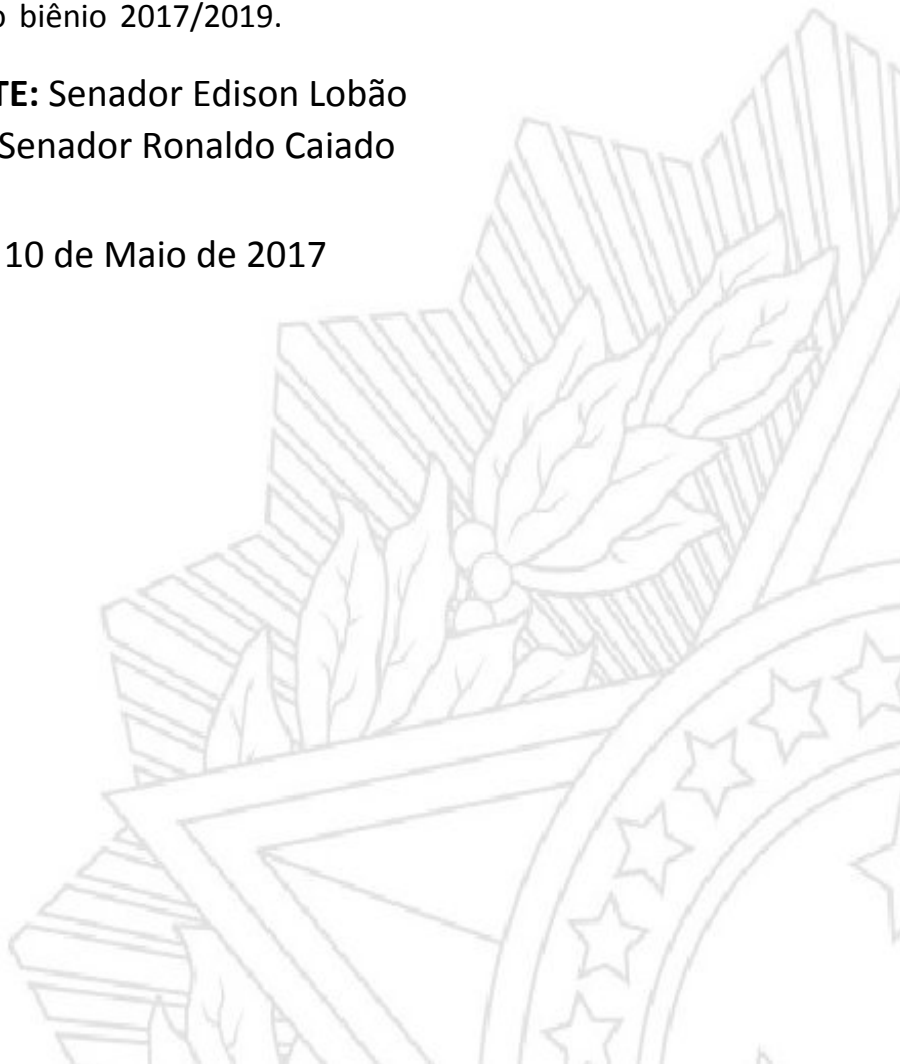 o biênio 2017/2019.
TE: Senador Edison Lobão
Senador Ronaldo Caiado
10 de Maio de 2017